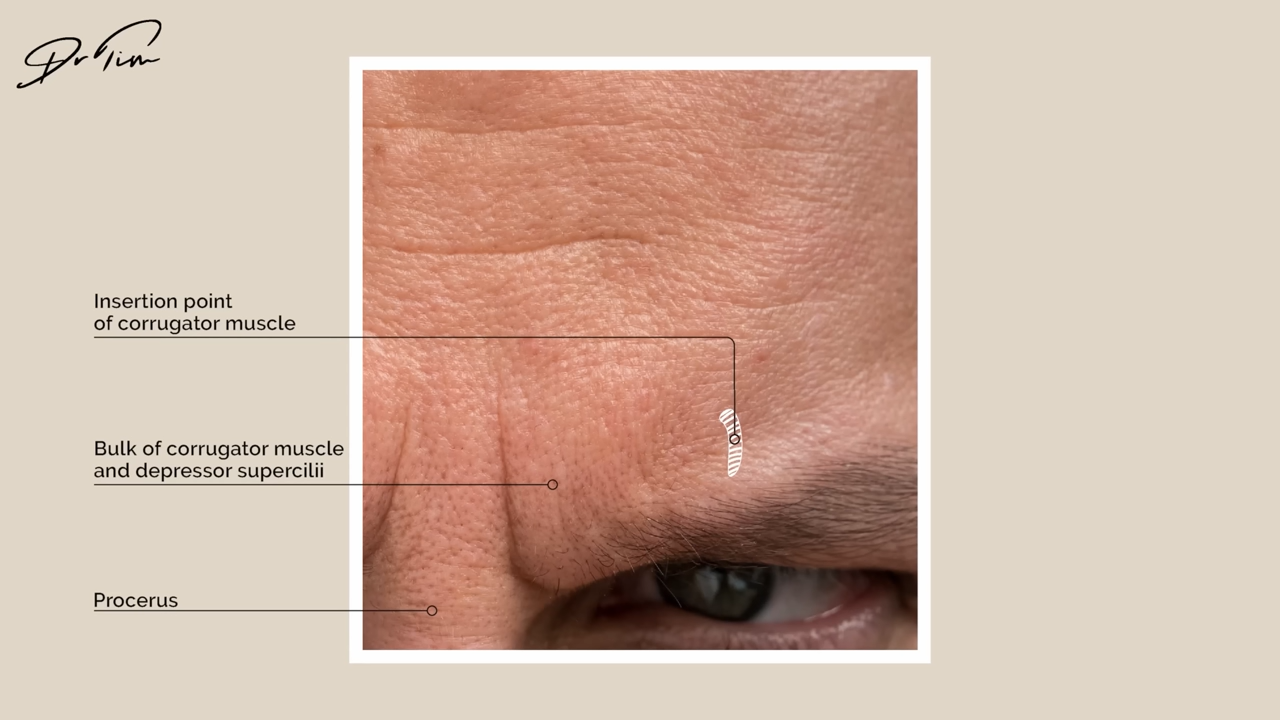 Dr Tim
Insertion point
of corrugator muscle
Bulk of corrugator muscle
and depressor supercilii
Procerus